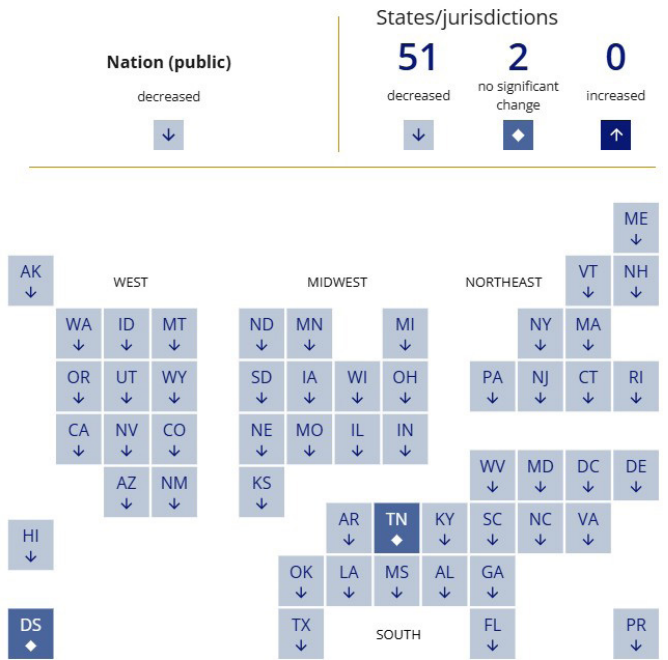 States/jurisdictions
Nation (public)
decreased
51
decreased
2
no significant
change
0
increased
ME
AK
WEST
MIDWEST
NORTHEAST
VT
NH
WA
ID
MT
ND
MN
MI
NY
MA
OR
UT
WY
SD
IA
WI
OH
PA
NJ
CT
RI
CA
NV
CO
NE
MO
IL
IN
AZ
NM
KS
WV
MD
DC
DE
HI
AR
TN
KY
SC
NC
VA
OK
LA
MS
AL
GA
DS
TX
SOUTH
FL
PR